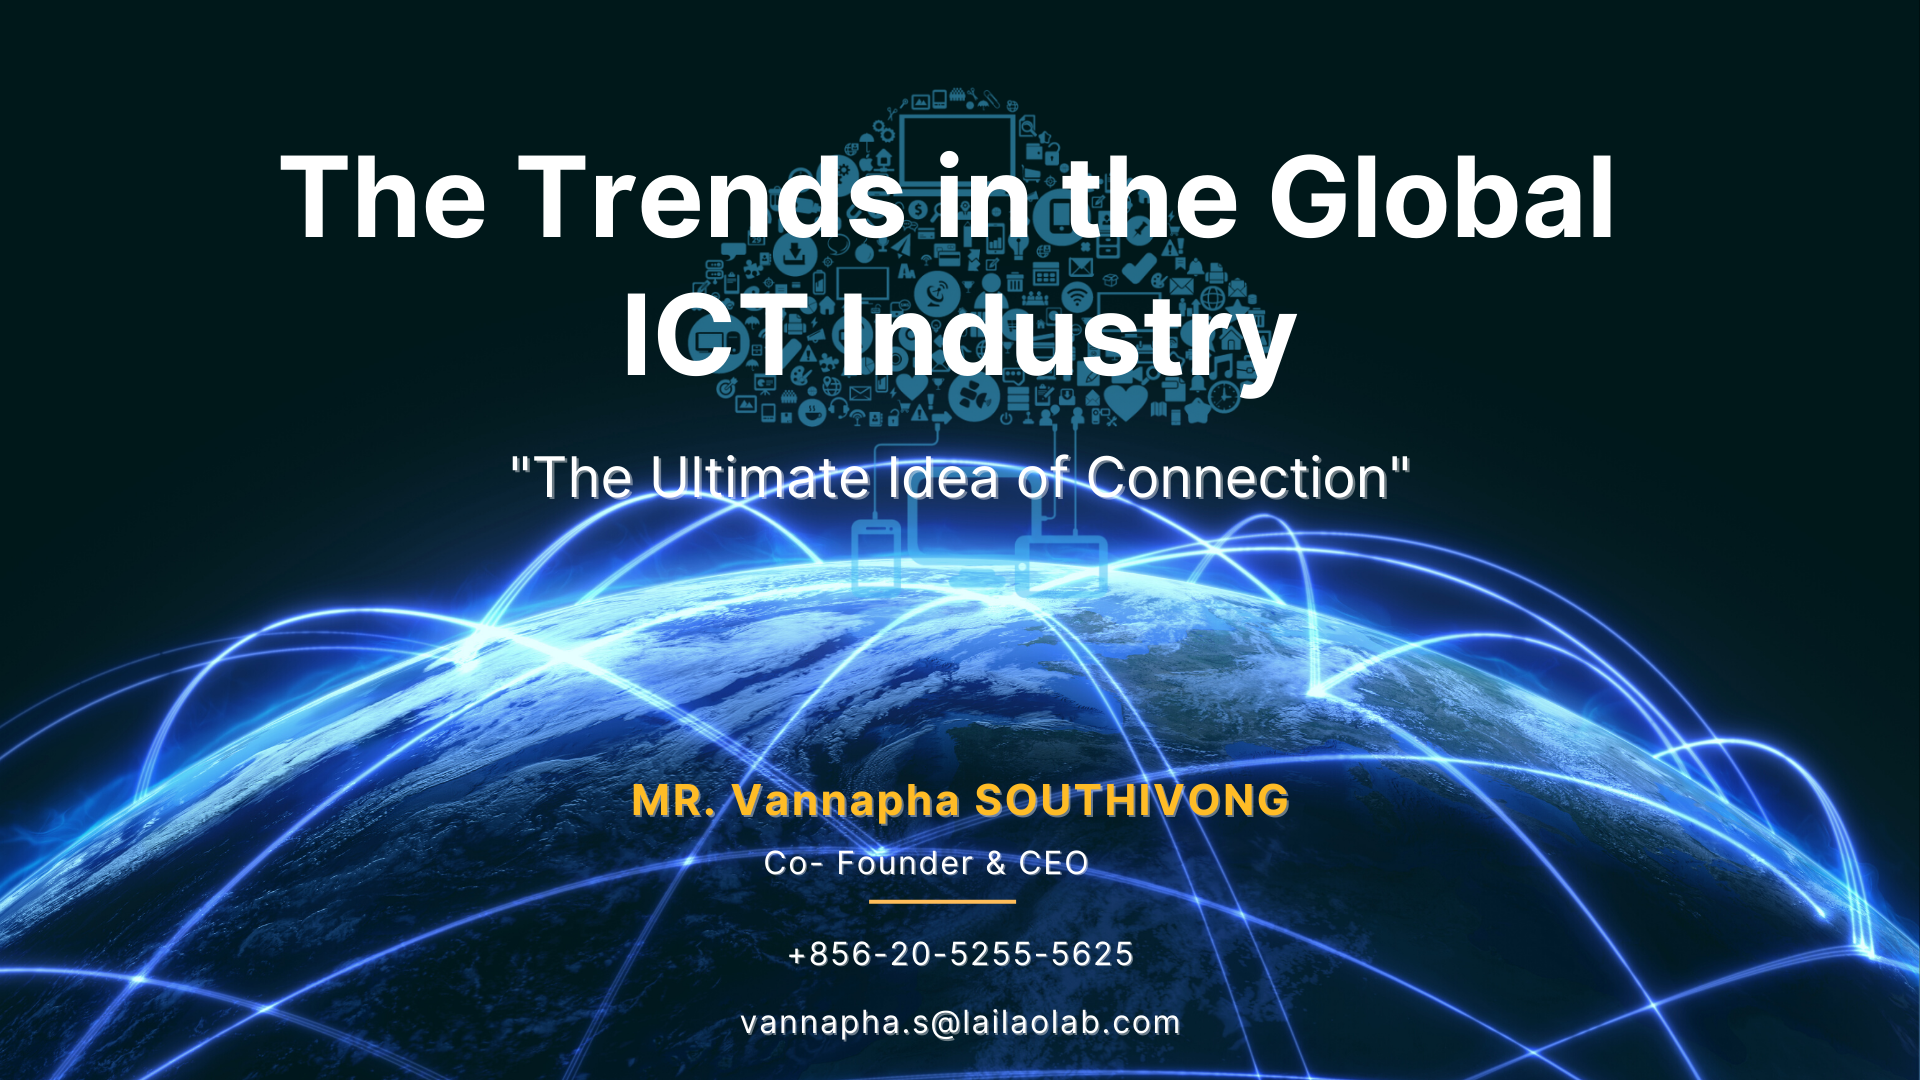 The Trends in the Global
ICT Industry
"The Ultimate Idea of Connection"
MR. Vannapha SOUTHIVONG
Co- Founder & CEO
+856-20-5255-5625
vannapha.s@lailaolab.com